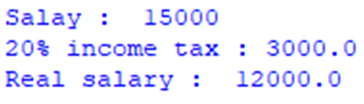 Salay :  15000
20% income tax : 3000.0
Real salary :  12000.0